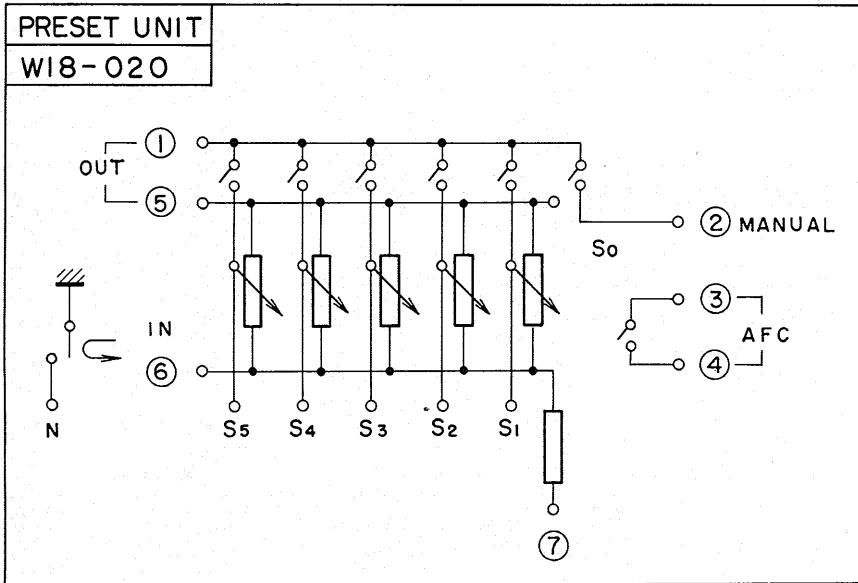 PRESET UNIT
W18-020
OUT
1
5
2 MANUAL
So
3
AFC
4
IN
6
N
S5 S4 S3 S2 S1
7